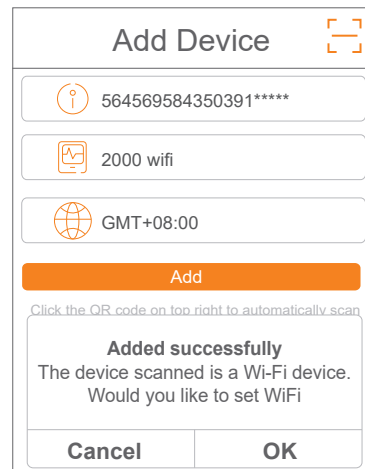 Add Device
564569584350391*****
2000 wifi
GMT+08:00
Add
Click the QR code on top right to automatically scan
Added successfully
The device scanned is a Wi-Fi device.
Would you like to set WiFi
Cancel OK